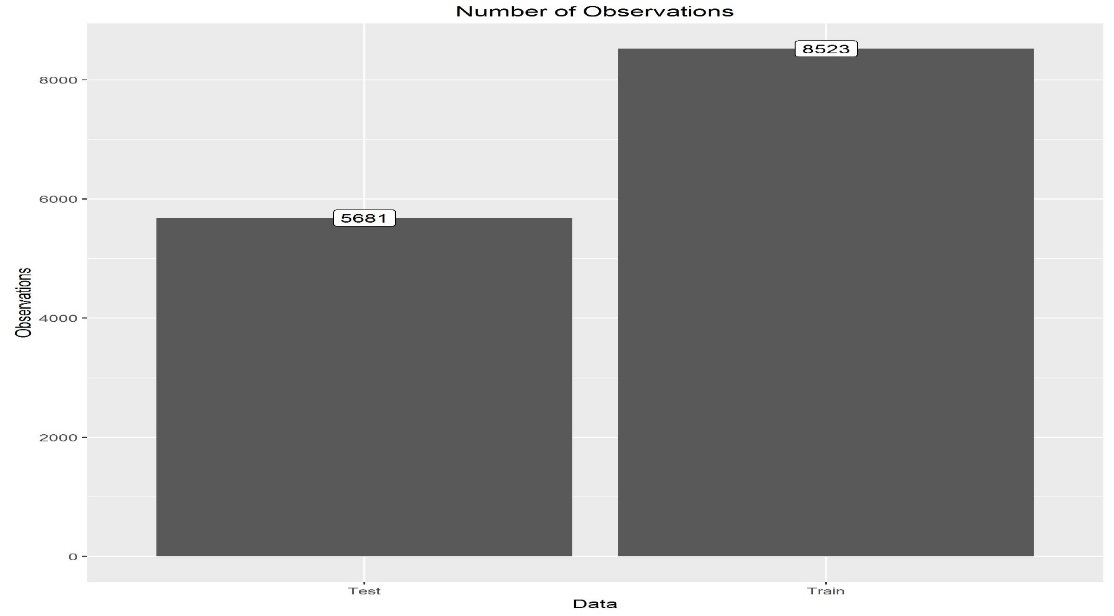 Number of Observations
8523
8000
6000
5681
Observations
4000
2000
0
Test
Train
Data